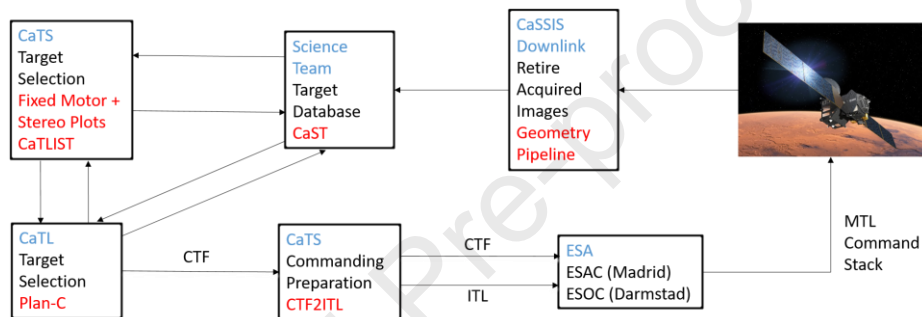 CaTS
Target
Selection
Fixed Motor +
Stereo Plots
CaTLIST
Science
Team
Target
Database
CaST
CaSSIS
Downlink
Retire
Acquired
Images
Geometry
Pipeline
CaTL
Target
Selection
Plan-C
CTF
CaTS
Commanding
Preparation
CTF2ITL
CTF
ITL
ESA
ESAC (Madrid)
ESOC (Darmstad)
MTL
Command
Stack
Pre-proo